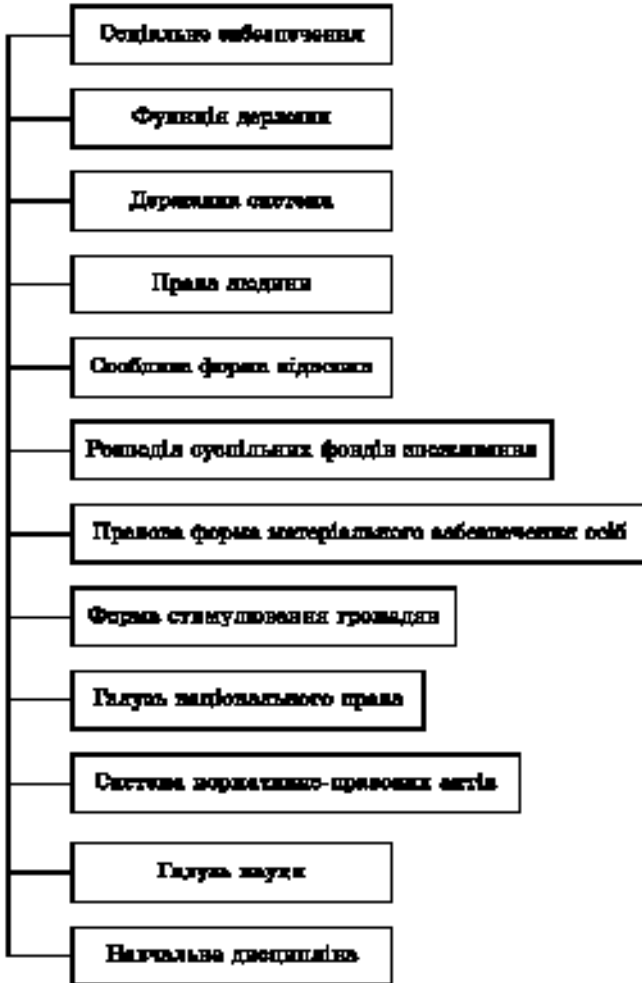 Соціальне забезпечення
Функція держави
Державна система
Права людини
Особлива форма відносин
Розподіл суспільних фондів споживання
Правова форма матеріального забезпечення осіб
Форма стимулювання громадян
Галузь національного права
Система нормативно-правових актів
Галузь науки
Навчальна дисципліна